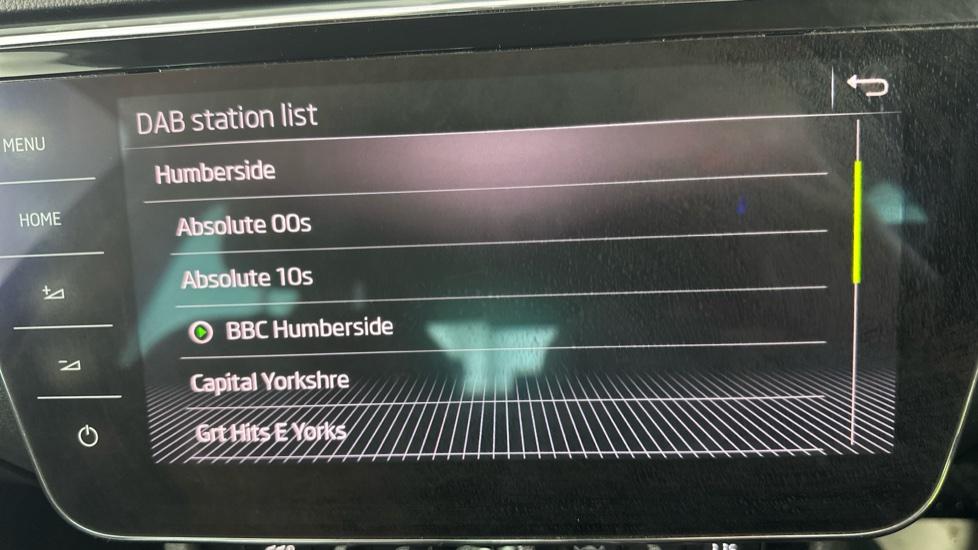 DAB station list
MENU
Humberside
HOME
Absolute 00s
Absolute 10s
BBC Humberside
Capital Yorkshre
Grt Hits E Yorks